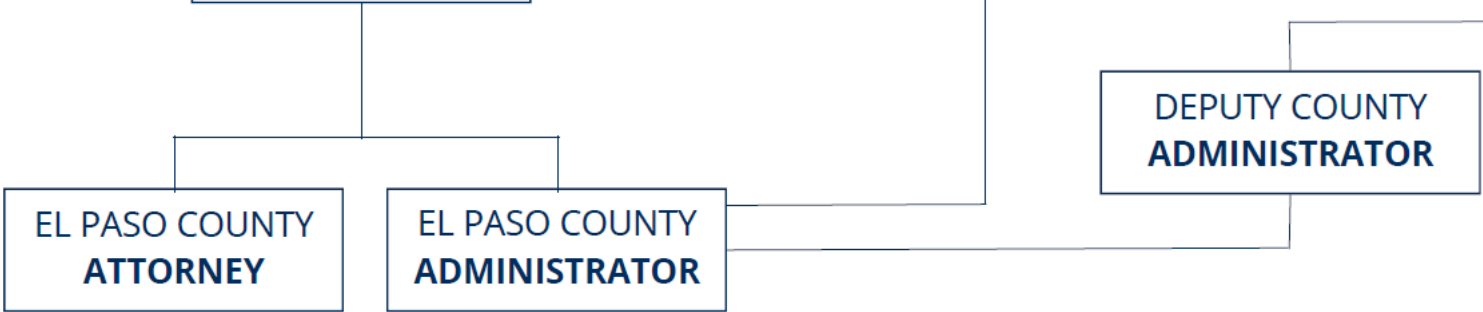 DEPUTY COUNTY
ADMINISTRATOR
EL PASO COUNTY
ATTORNEY
EL PASO COUNTY
ADMINISTRATOR